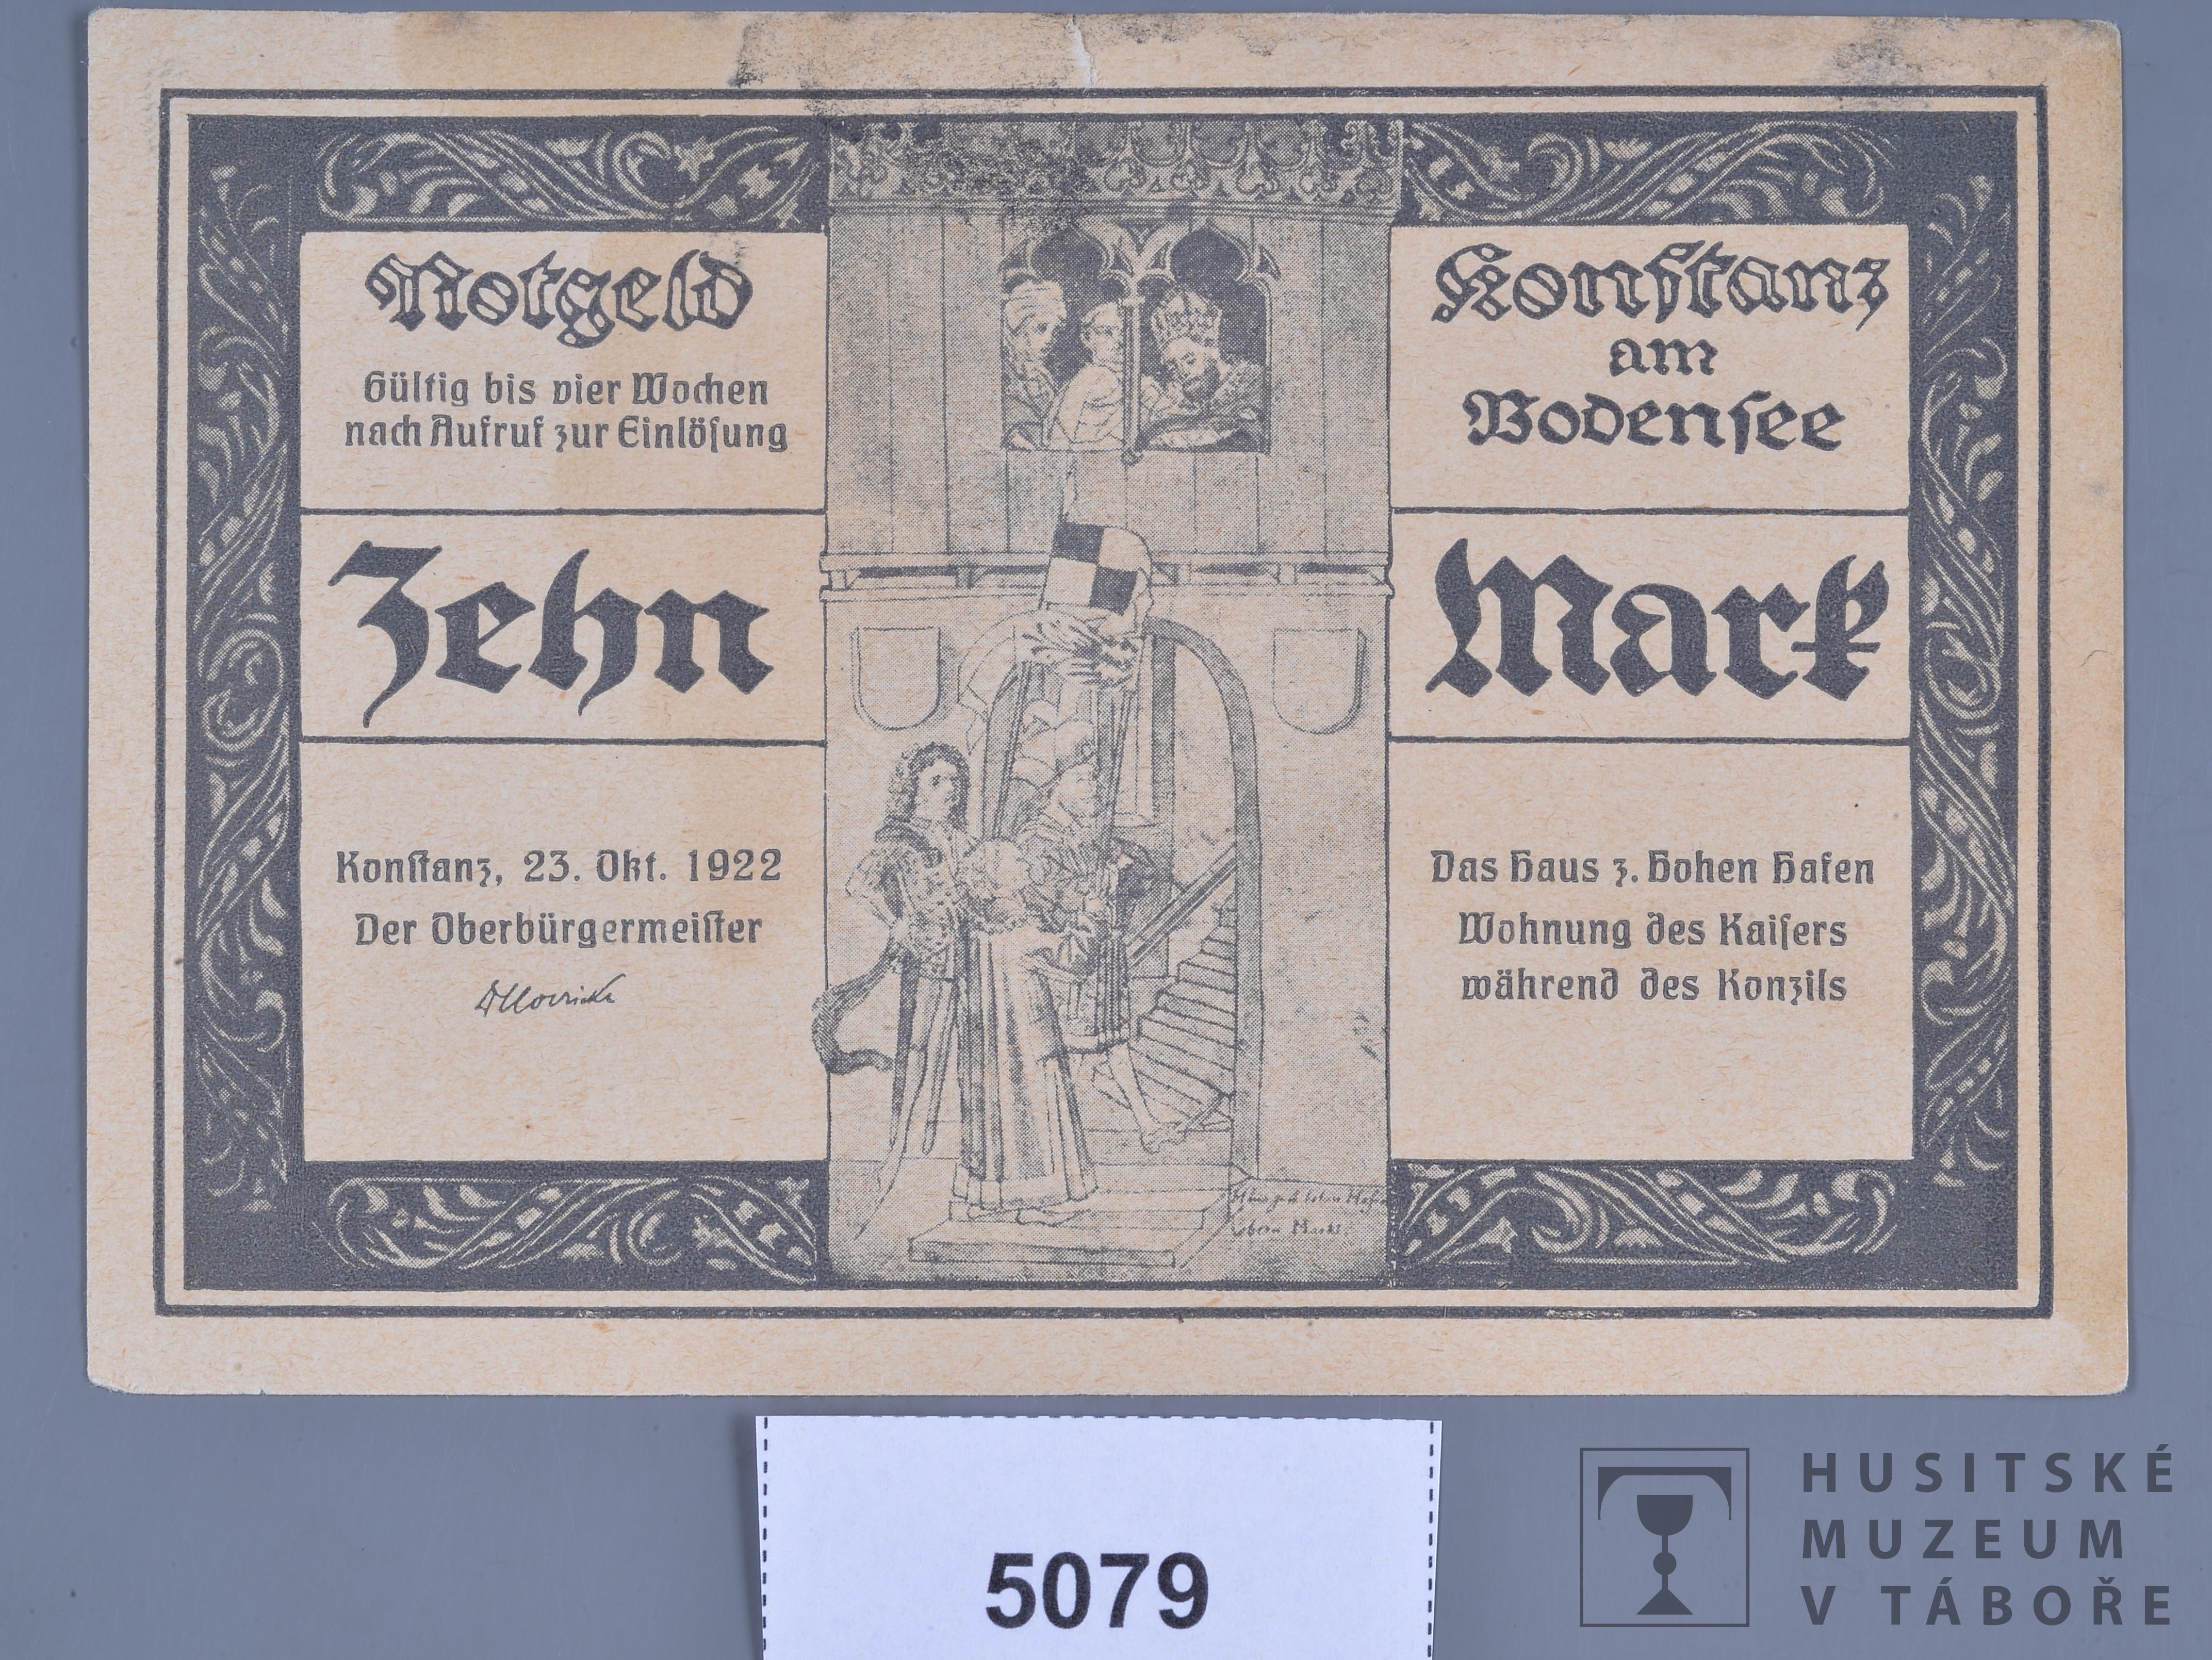 Notgeld
Gültig bis vier Wochen
nach Aufruf zur Einlösung
Konſtanz
am
Bodenſee
Zehn
Mark
Konſtanz, 23. Okt. 1922
Der Oberbürgermeiſter
Das Haus z. Hohen Hafen
Wohnung des Kaiſers
während des Konzils
5079
HUSITSKÉ
MUZEUM
V TÁBOŘE